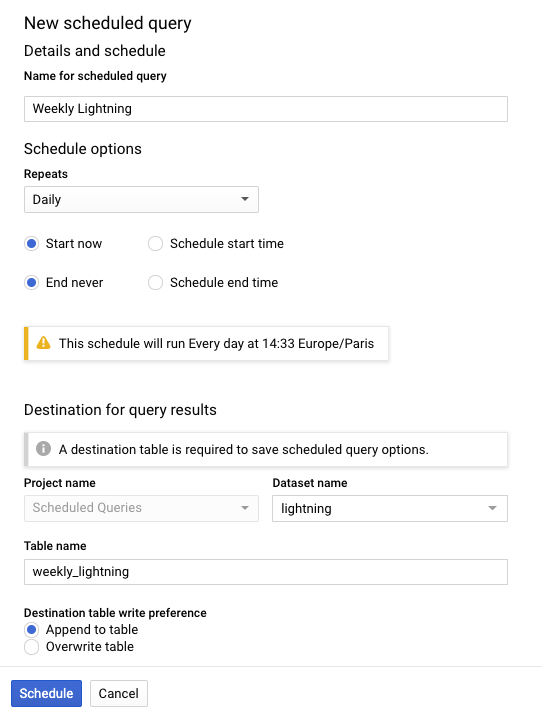 New scheduled query
Details and schedule
Name for scheduled query
Weekly Lightning
Schedule options
Repeats
Daily
Start now
Schedule start time
End never
Schedule end time
This schedule will run Every day at 14:33 Europe/Paris
Destination for query results
A destination table is required to save scheduled query options.
Project name
Dataset name
Scheduled Queries
lightning
Table name
weekly_lightning
Destination table write preference
Append to table
Overwrite table
Schedule
Cancel